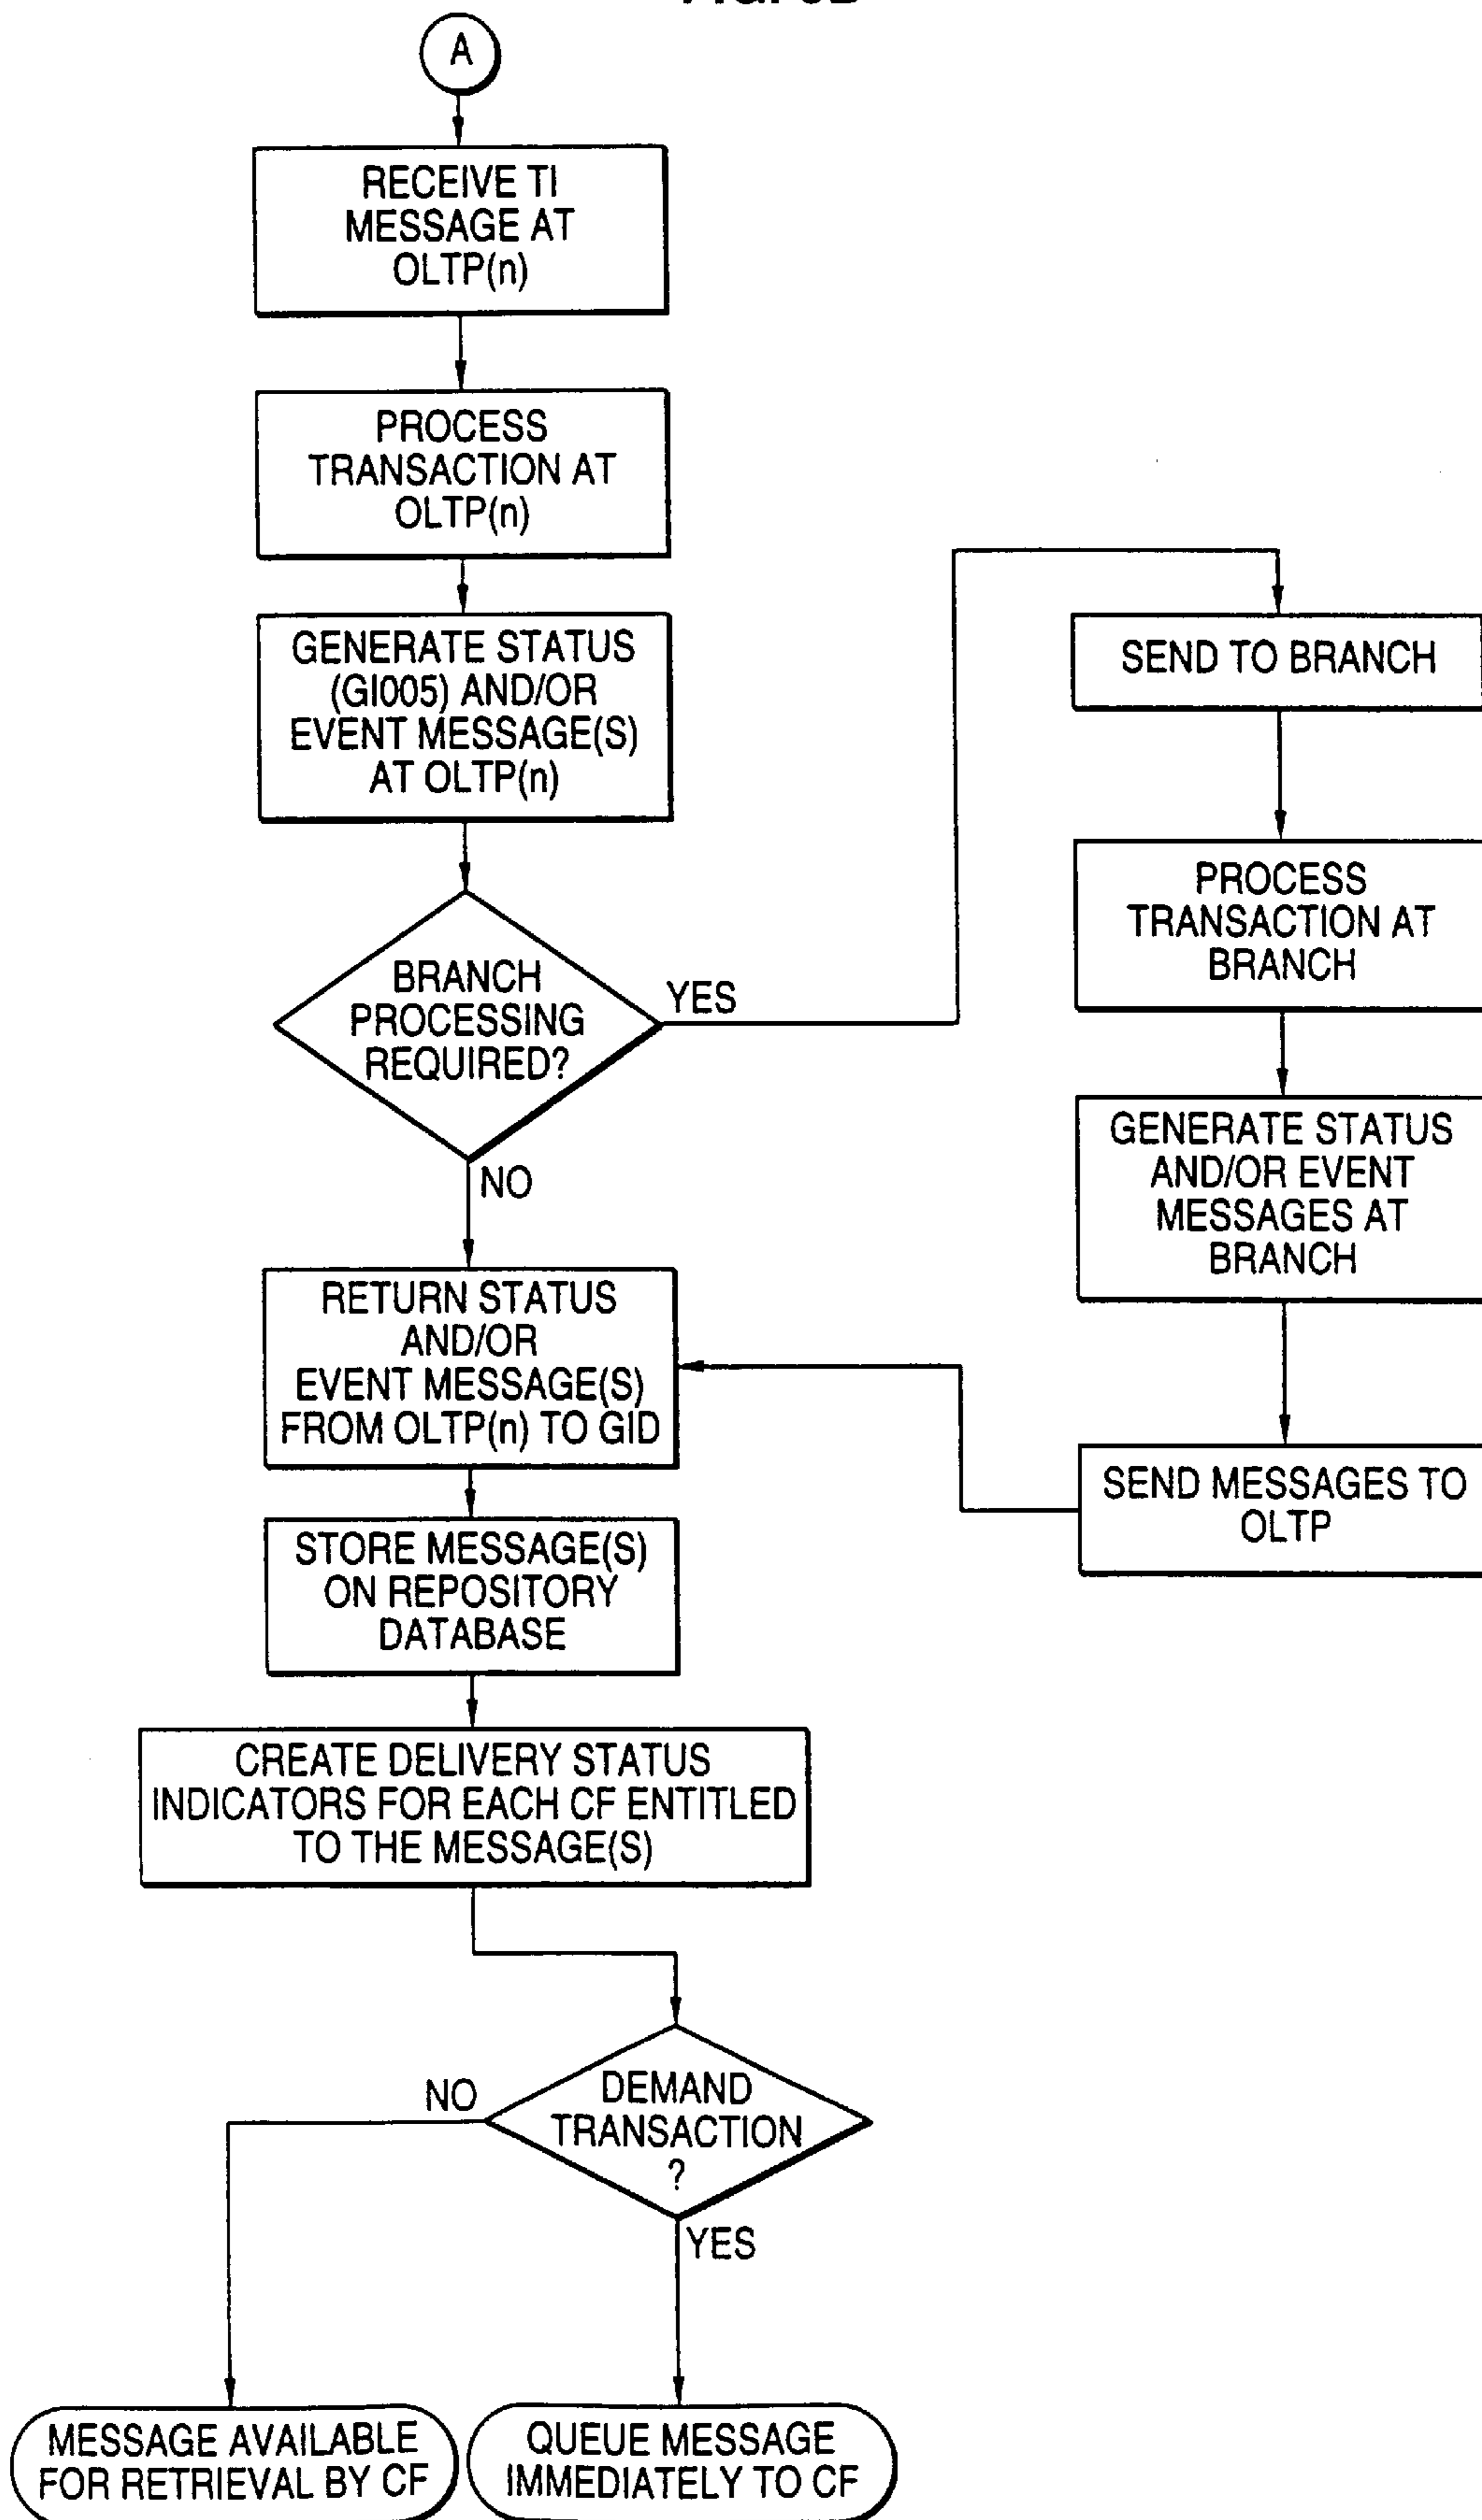 A
RECEIVE TI
MESSAGE AT
OLTP(n)
PROCESS
TRANSACTION AT
OLTP(n)
GENERATE STATUS
(GI005) AND/OR
EVENT MESSAGE(S)
AT OLTP(n)
BRANCH
PROCESSING
REQUIRED?
YES
NO
SEND TO BRANCH
PROCESS
TRANSACTION AT
BRANCH
GENERATE STATUS
AND/OR EVENT
MESSAGES AT
BRANCH
SEND MESSAGES TO
OLTP
RETURN STATUS
AND/OR
EVENT MESSAGE(S)
FROM OLTP(n) TO GID
STORE MESSAGE(S)
ON REPOSITORY
DATABASE
CREATE DELIVERY STATUS
INDICATORS FOR EACH CF ENTITLED
TO THE MESSAGE(S)
DEMAND
TRANSACTION
?
NO
YES
MESSAGE AVAILABLE
FOR RETRIEVAL BY CF
QUEUE MESSAGE
IMMEDIATELY TO CF